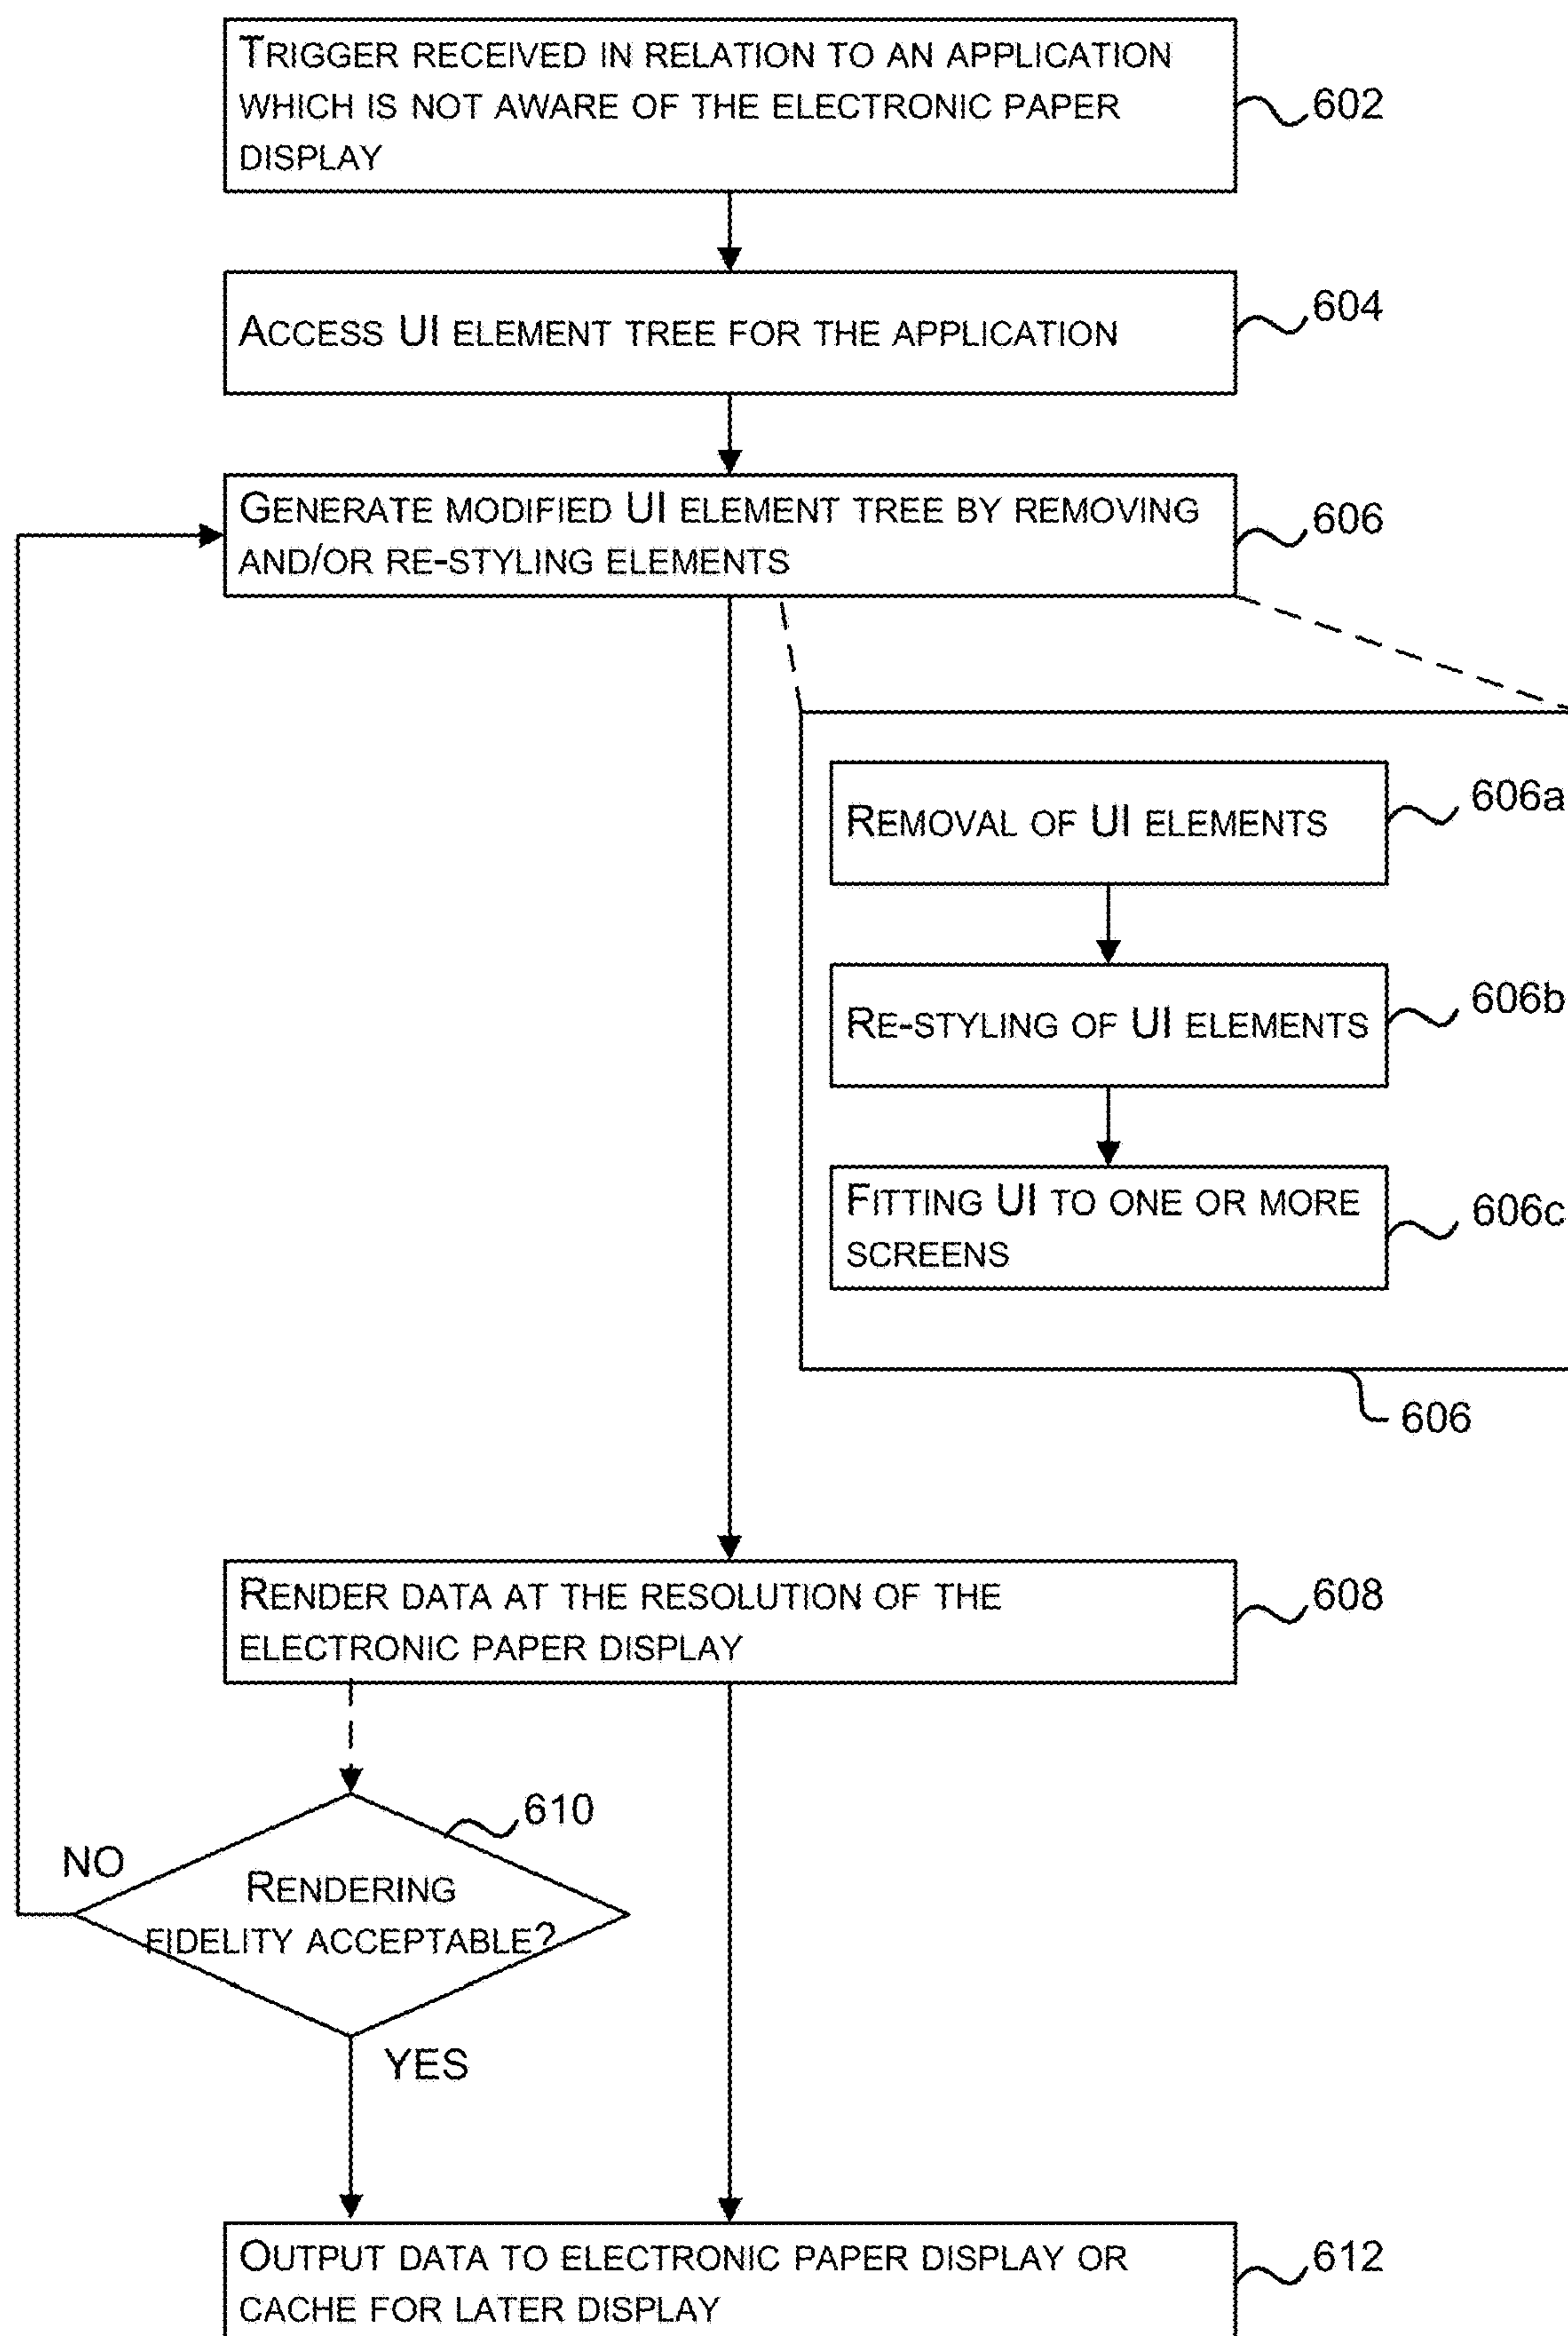 TRIGGER RECEIVED IN RELATION TO AN APPLICATION
WHICH IS NOT AWARE OF THE ELECTRONIC PAPER
DISPLAY
602
ACCESS UI ELEMENT TREE FOR THE APPLICATION
604
GENERATE MODIFIED UI ELEMENT TREE BY REMOVING
AND/OR RE-STYLING ELEMENTS
606
REMOVAL OF UI ELEMENTS
606a
RE-STYLING OF UI ELEMENTS
606b
FITTING UI TO ONE OR MORE
SCREENS
606c
606
RENDER DATA AT THE RESOLUTION OF THE
ELECTRONIC PAPER DISPLAY
608
610
NO
RENDERING
FIDELITY ACCEPTABLE?
YES
OUTPUT DATA TO ELECTRONIC PAPER DISPLAY OR
CACHE FOR LATER DISPLAY
612